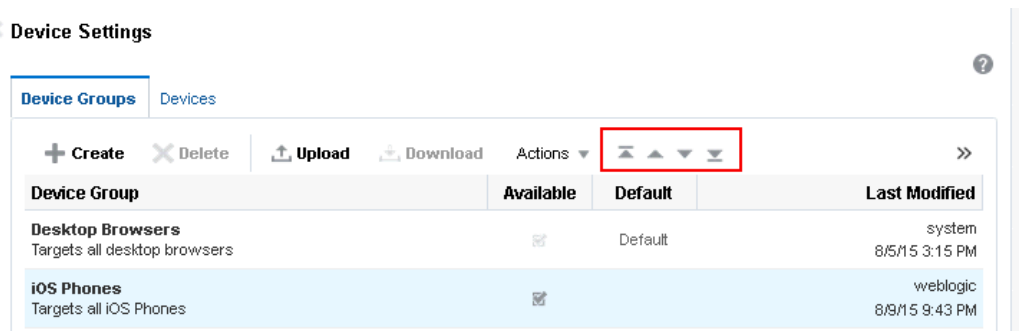 Device Settings
Device Groups Devices
Create Delete Upload Download Actions
Device Group Available Default Last Modified
Desktop Browsers Default system
Targets all desktop browsers 8/5/15 3:15 PM
iOS Phones weblogic
Targets all iOS Phones 8/9/15 9:43 PM